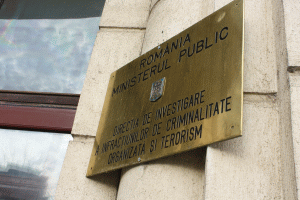 ROMANIA
MINISTERUL PUBLIC
DIRECTIA DE INVESTIGARE
A INFRACTIUNILOR DE CRIMINALITATE
ORGANIZATA SI TERORISM